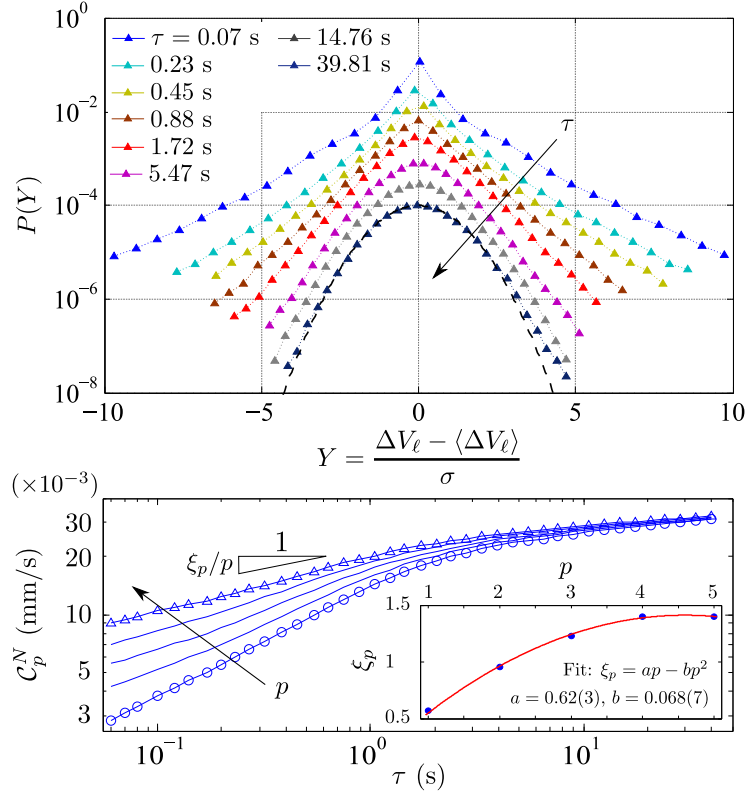 10^0
10^{-2}
10^{-4}
10^{-6}
10^{-8}
P(Y)
τ = 0.07 s
0.23 s
0.45 s
0.88 s
1.72 s
5.47 s
14.76 s
39.81 s
τ
−10 −5 0 5 10
Y = \frac{ΔV_ℓ − ⟨ΔV_ℓ⟩}{σ}
(×10^{−3})
30
20
10
5
3
C_p^N (mm/s)
1
ξ_p/p
p
p
1 2 3 4 5
1.5
1
0.5
ξ_p
Fit: ξ_p = ap − bp^2
a = 0.62(3), b = 0.068(7)
10^{−1} 10^0 10^1
τ (s)